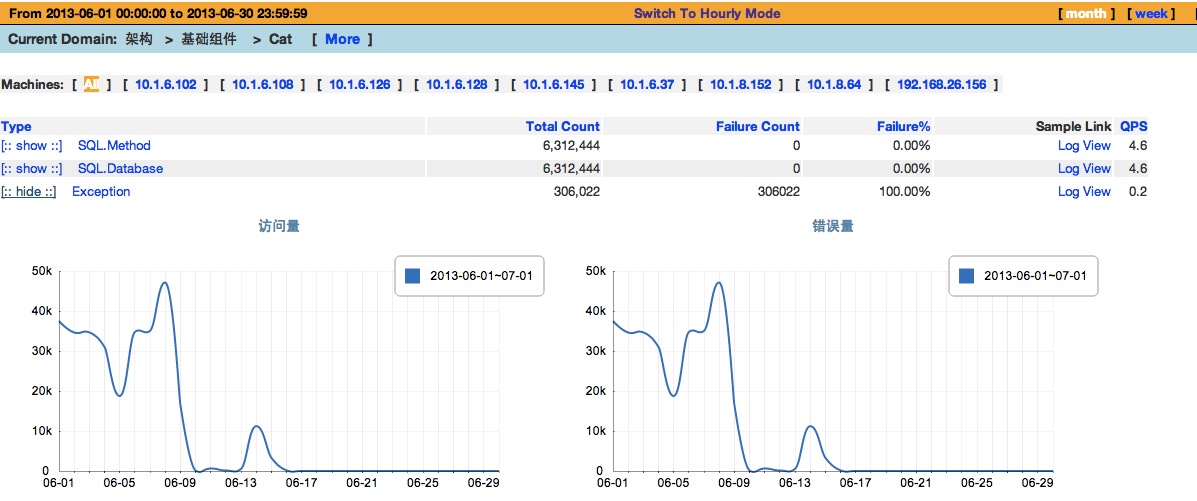 From 2013-06-01 00:00:00 to 2013-06-30 23:59:59 Switch To Hourly Mode [ month ] [ week ] [
Current Domain: 架构 > 基础组件 > Cat [ More ]
Machines: [ All ] [ 10.1.6.102 ] [ 10.1.6.108 ] [ 10.1.6.126 ] [ 10.1.6.128 ] [ 10.1.6.145 ] [ 10.1.6.37 ] [ 10.1.8.152 ] [ 10.1.8.64 ] [ 192.168.26.156 ]
Type Total Count Failure Count Failure% Sample Link QPS
[:: show ::] SQL.Method 6,312,444 0 0.00% Log View 4.6
[:: show ::] SQL.Database 6,312,444 0 0.00% Log View 4.6
[:: hide ::] Exception 306,022 306022 100.00% Log View 0.2
访问量
2013-06-01~07-01
50k
40k
30k
20k
10k
0
06-01 06-05 06-09 06-13 06-17 06-21 06-25 06-29
错误量
2013-06-01~07-01
50k
40k
30k
20k
10k
0
06-01 06-05 06-09 06-13 06-17 06-21 06-25 06-29